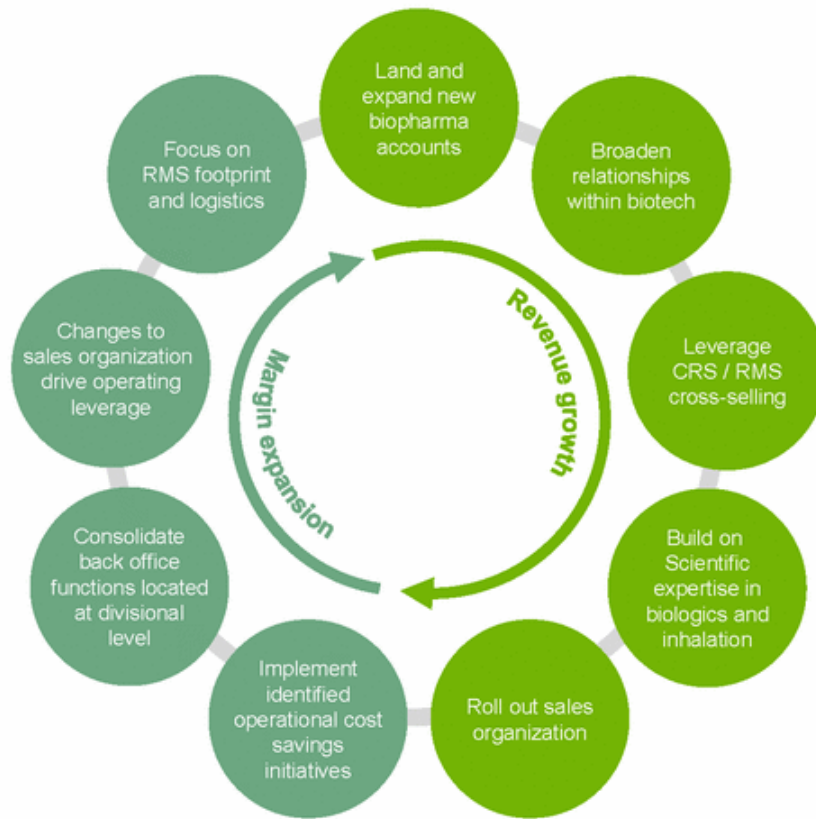 Land and
expand new
biopharma
accounts
Broaden
relationships
within biotech
Leverage
CRS / RMS
cross-selling
Build on
Scientific
expertise in
biologics and
inhalation
Roll out sales
organization
Implement
identified
operational cost
savings
initiatives
Consolidate
back office
functions located
at divisional
level
Changes to
sales organization
drive operating
leverage
Focus on
RMS footprint
and logistics
Revenue growth
Margin expansion